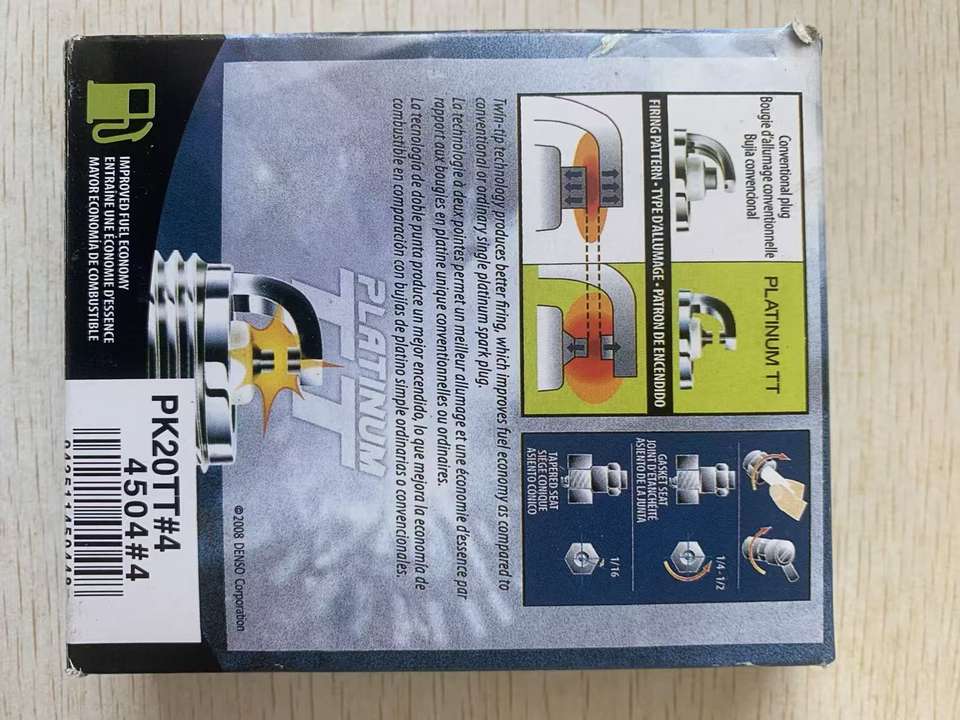 Conventional plug
Bougie d'allumage conventionnelle
Bujía convencional
PLATINUM TT
FIRING PATTERN • TYPE D'ALLUMAGE • PATRON DE ENCENDIDO
GASKET SEAT
JOINT D'ÉTANCHÉITÉ
ASIENTO DE LA JUNTA
1/4 - 1/2
TAPERED SEAT
SIÈGE CONIQUE
ASIENTO CÓNICO
1/16
Twin-tip technology produces better firing, which improves fuel economy as compared to
conventional or ordinary single platinum spark plug.
La technologie à deux pointes permet un meilleur allumage et une économie d'essence par
rapport aux bougies en platine unique conventionnelles ou ordinaires.
La tecnología de doble punta produce un mejor encendido, lo que mejora la economía de
combustible en comparación con bujías de platino simple ordinarias o convencionales.
PLATINUM
TT
©2008 DENSO Corporation
IMPROVED FUEL ECONOMY
ENTRAÎNE UNE ÉCONOMIE D'ESSENCE
MAYOR ECONOMÍA DE COMBUSTIBLE
PK20TT#4
4504#4